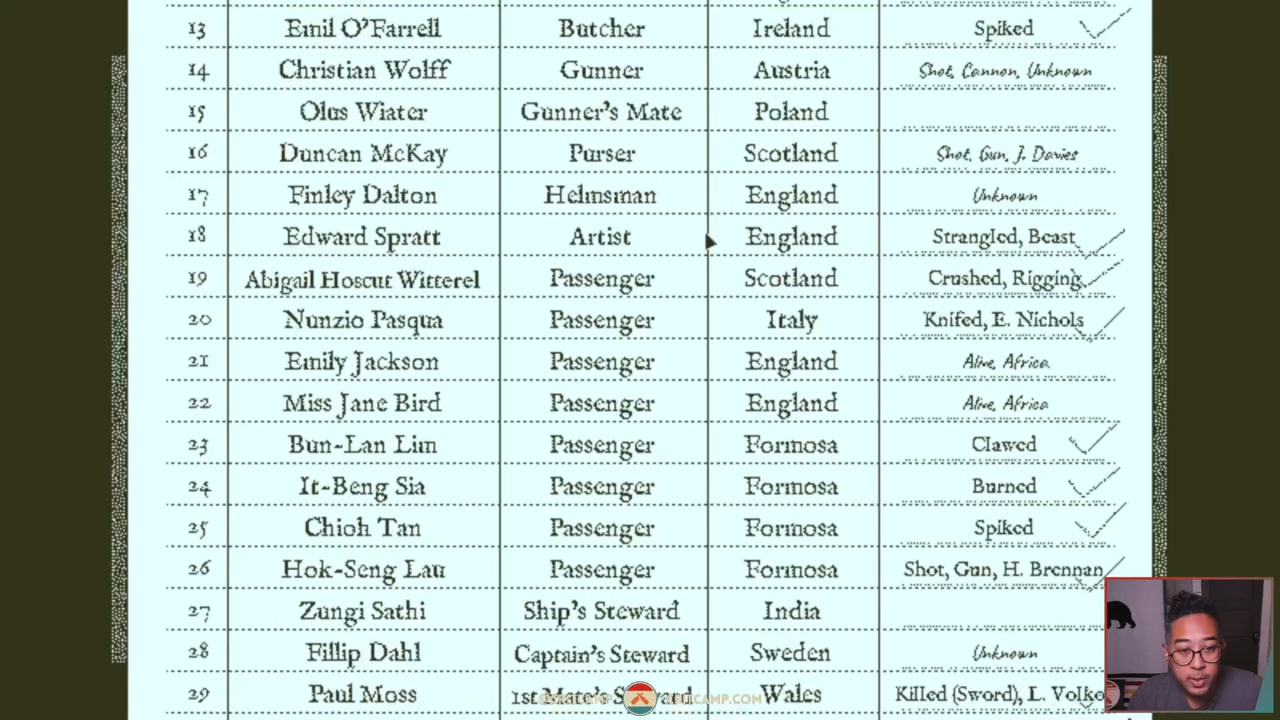 13 Emil O'Farrell Butcher Ireland Spiked
14 Christian Wolff Gunner Austria Shot, Cannon, Unknown
15 Olus Wiater Gunner's Mate Poland
16 Duncan McKay Purser Scotland Shot, Gun, J. Davies
17 Finley Dalton Helmsman England Unknown
18 Edward Spratt Artist England Strangled, Beast
19 Abigail Hoscut Witterel Passenger Scotland Crushed, Rigging
20 Nunzio Pasqua Passenger Italy Knifed, E. Nichols
21 Emily Jackson Passenger England Alive, Africa
22 Miss Jane Bird Passenger England Alive, Africa
23 Bun-Lan Lim Passenger Formosa Clawed
24 It-Beng Sia Passenger Formosa Burned
25 Chioh Tan Passenger Formosa Spiked
26 Hok-Seng Lau Passenger Formosa Shot, Gun, H. Brennan
27 Zungi Sathi Ship's Steward India
28 Fillip Dahl Captain's Steward Sweden Unknown
29 Paul Moss 1st Mate's Steward Wales Killed (Sword), L. Volko